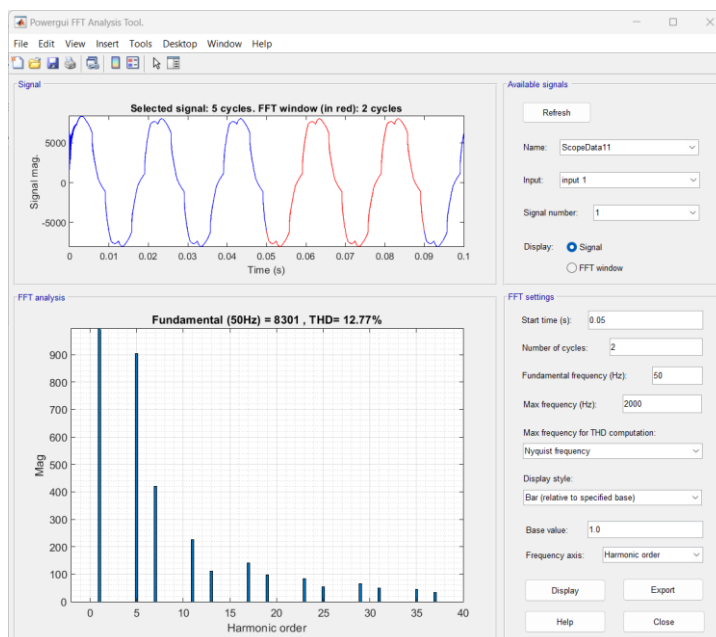 Powergui FFT Analysis Tool.
File Edit View Insert Tools Desktop Window Help
Signal
Selected signal: 5 cycles. FFT window (in red): 2 cycles
Signal mag.
5000
0
-5000
0 0.01 0.02 0.03 0.04 0.05 0.06 0.07 0.08 0.09 0.1
Time (s)
FFT analysis
Fundamental (50Hz) = 8301 , THD= 12.77%
Mag
900
800
700
600
500
400
300
200
100
0
0 5 10 15 20 25 30 35 40
Harmonic order
Available signals
Refresh
Name: ScopeData11
Input: input 1
Signal number: 1
Display: Signal
FFT window
FFT settings
Start time (s): 0.05
Number of cycles: 2
Fundamental frequency (Hz): 50
Max frequency (Hz): 2000
Max frequency for THD computation:
Nyquist frequency
Display style:
Bar (relative to specified base)
Base value: 1.0
Frequency axis: Harmonic order
Display Export
Help Close